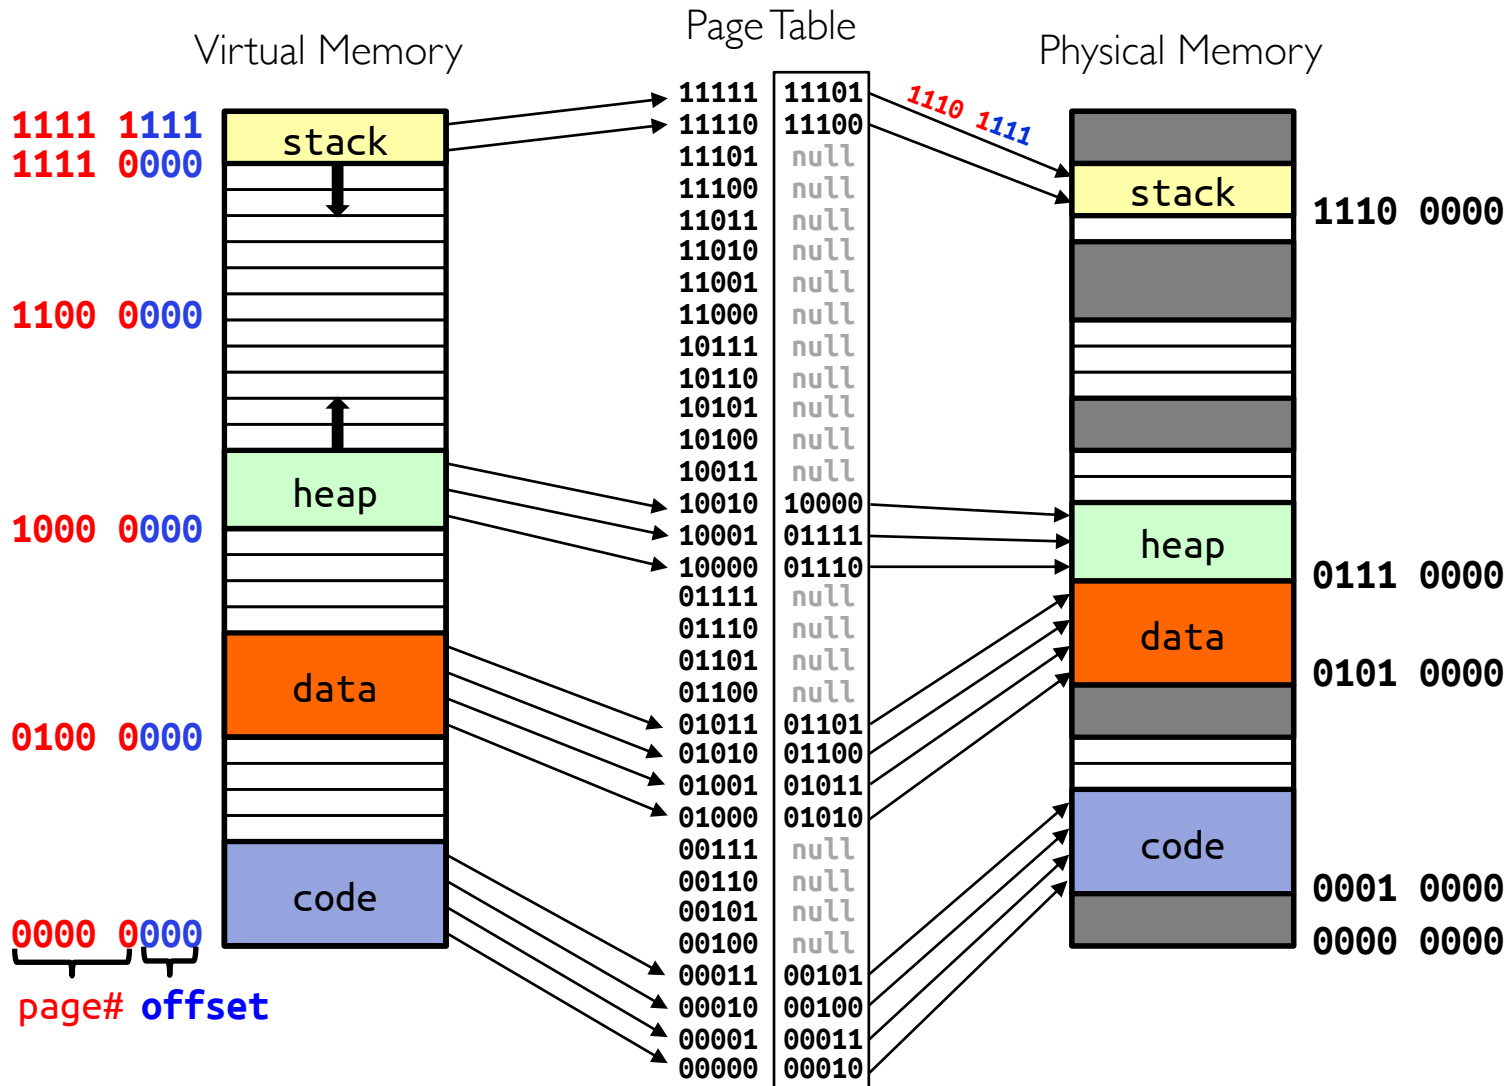 Virtual Memory
Page Table
Physical Memory
1111 1111
1111 0000
1100 0000
1000 0000
0100 0000
0000 0000
page# offset
stack
heap
data
code
11111 11101
11110 11100
11101 null
11100 null
11011 null
11010 null
11001 null
11000 null
10111 null
10110 null
10101 null
10100 null
10011 null
10010 10000
10001 01111
10000 01110
01111 null
01110 null
01101 null
01100 null
01011 01101
01010 01100
01001 01011
01000 01010
00111 null
00110 null
00101 null
00100 null
00011 00101
00010 00100
00001 00011
00000 00010
1110 1111
stack
heap
data
code
1110 0000
0111 0000
0101 0000
0001 0000
0000 0000